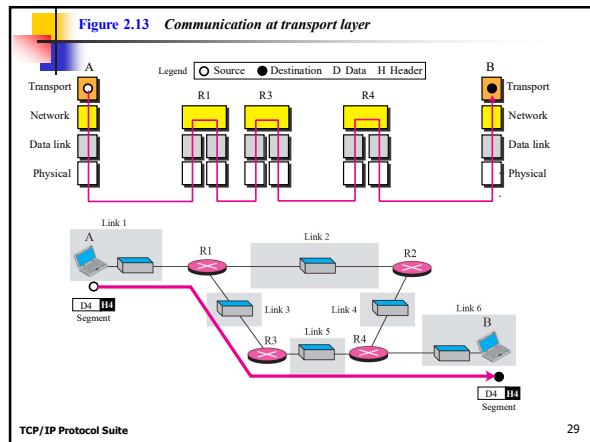 Figure 2.13 Communication at transport layer
A
Legend Source Destination D Data H Header
B
Transport
R1 R3 R4
Transport
Network
Network
Data link
Data link
Physical
Physical
Link 1
A
R1
Link 2
R2
Link 3
Link 4
Link 6
D4 H4
Segment
R3
Link 5
R4
B
D4 H4
Segment
TCP/IP Protocol Suite
29